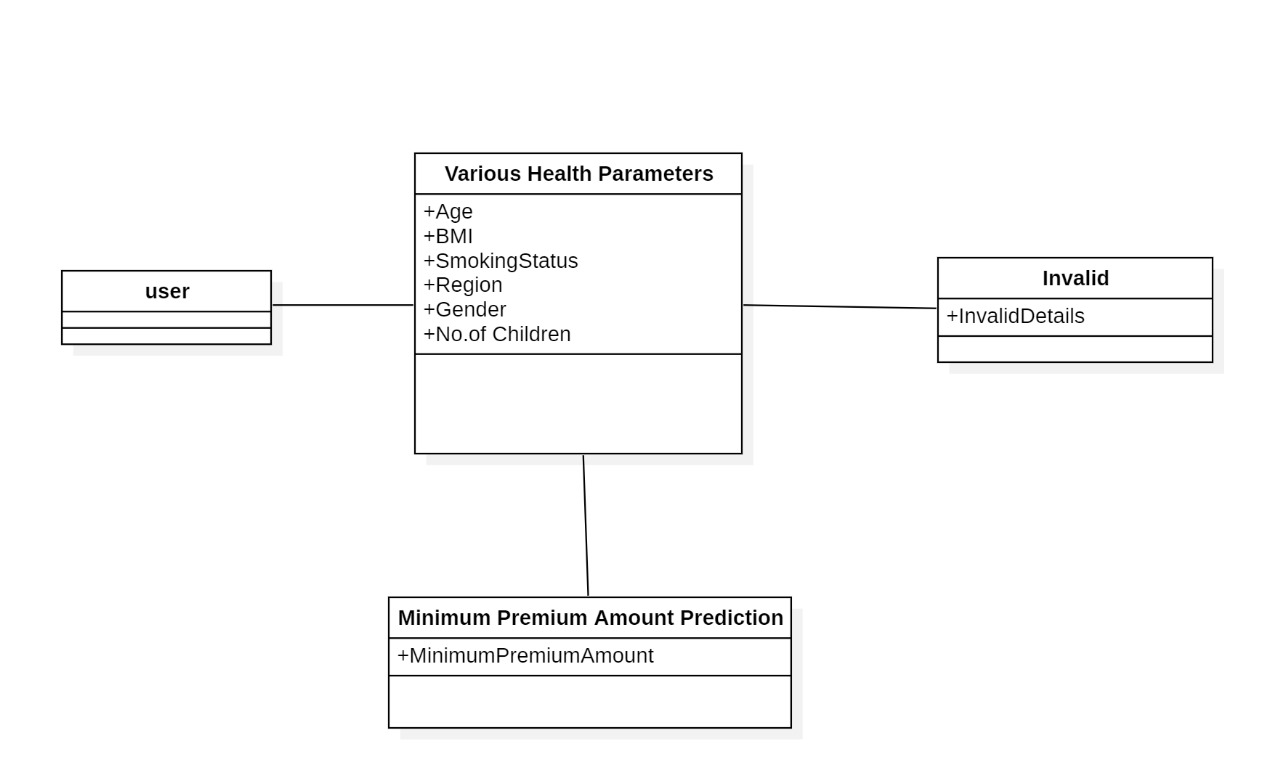 Various Health Parameters
+Age
+BMI
+SmokingStatus
+Region
+Gender
+No.of Children
user
Invalid
+InvalidDetails
Minimum Premium Amount Prediction
+MinimumPremiumAmount